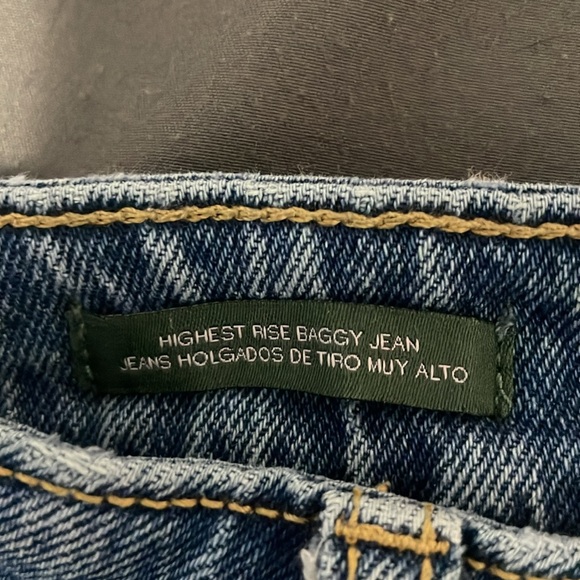 HIGHEST RISE BAGGY JEAN
JEANS HOLGADOS DE TIRO MUY ALTO